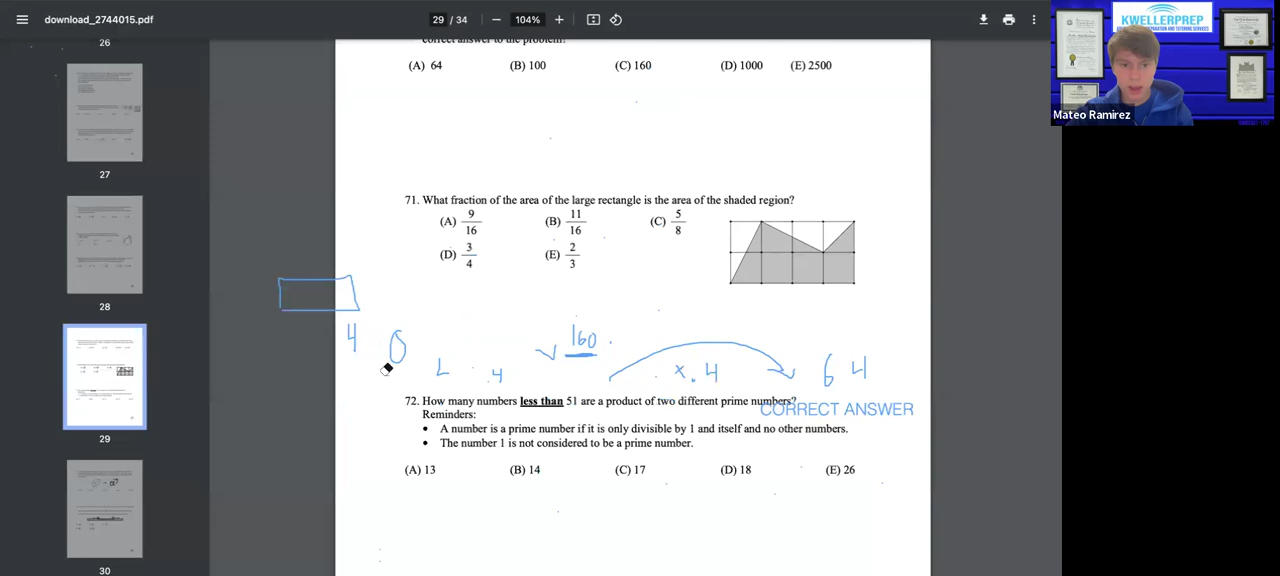 download_2744015.pdf
29 / 34
104%
KWELLERPREP
26
27
28
29
30
Mateo Ramirez
correct answer to the problem?
(A) 64 (B) 100 (C) 160 (D) 1000 (E) 2500
71. What fraction of the area of the large rectangle is the area of the shaded region?
(A) 9/16 (B) 11/16 (C) 5/8
(D) 3/4 (E) 2/3
160
4 0
.4 x.4 64
72. How many numbers less than 51 are a product of two different prime numbers?
CORRECT ANSWER
Reminders:
• A number is a prime number if it is only divisible by 1 and itself and no other numbers.
• The number 1 is not considered to be a prime number.
(A) 13 (B) 14 (C) 17 (D) 18 (E) 26